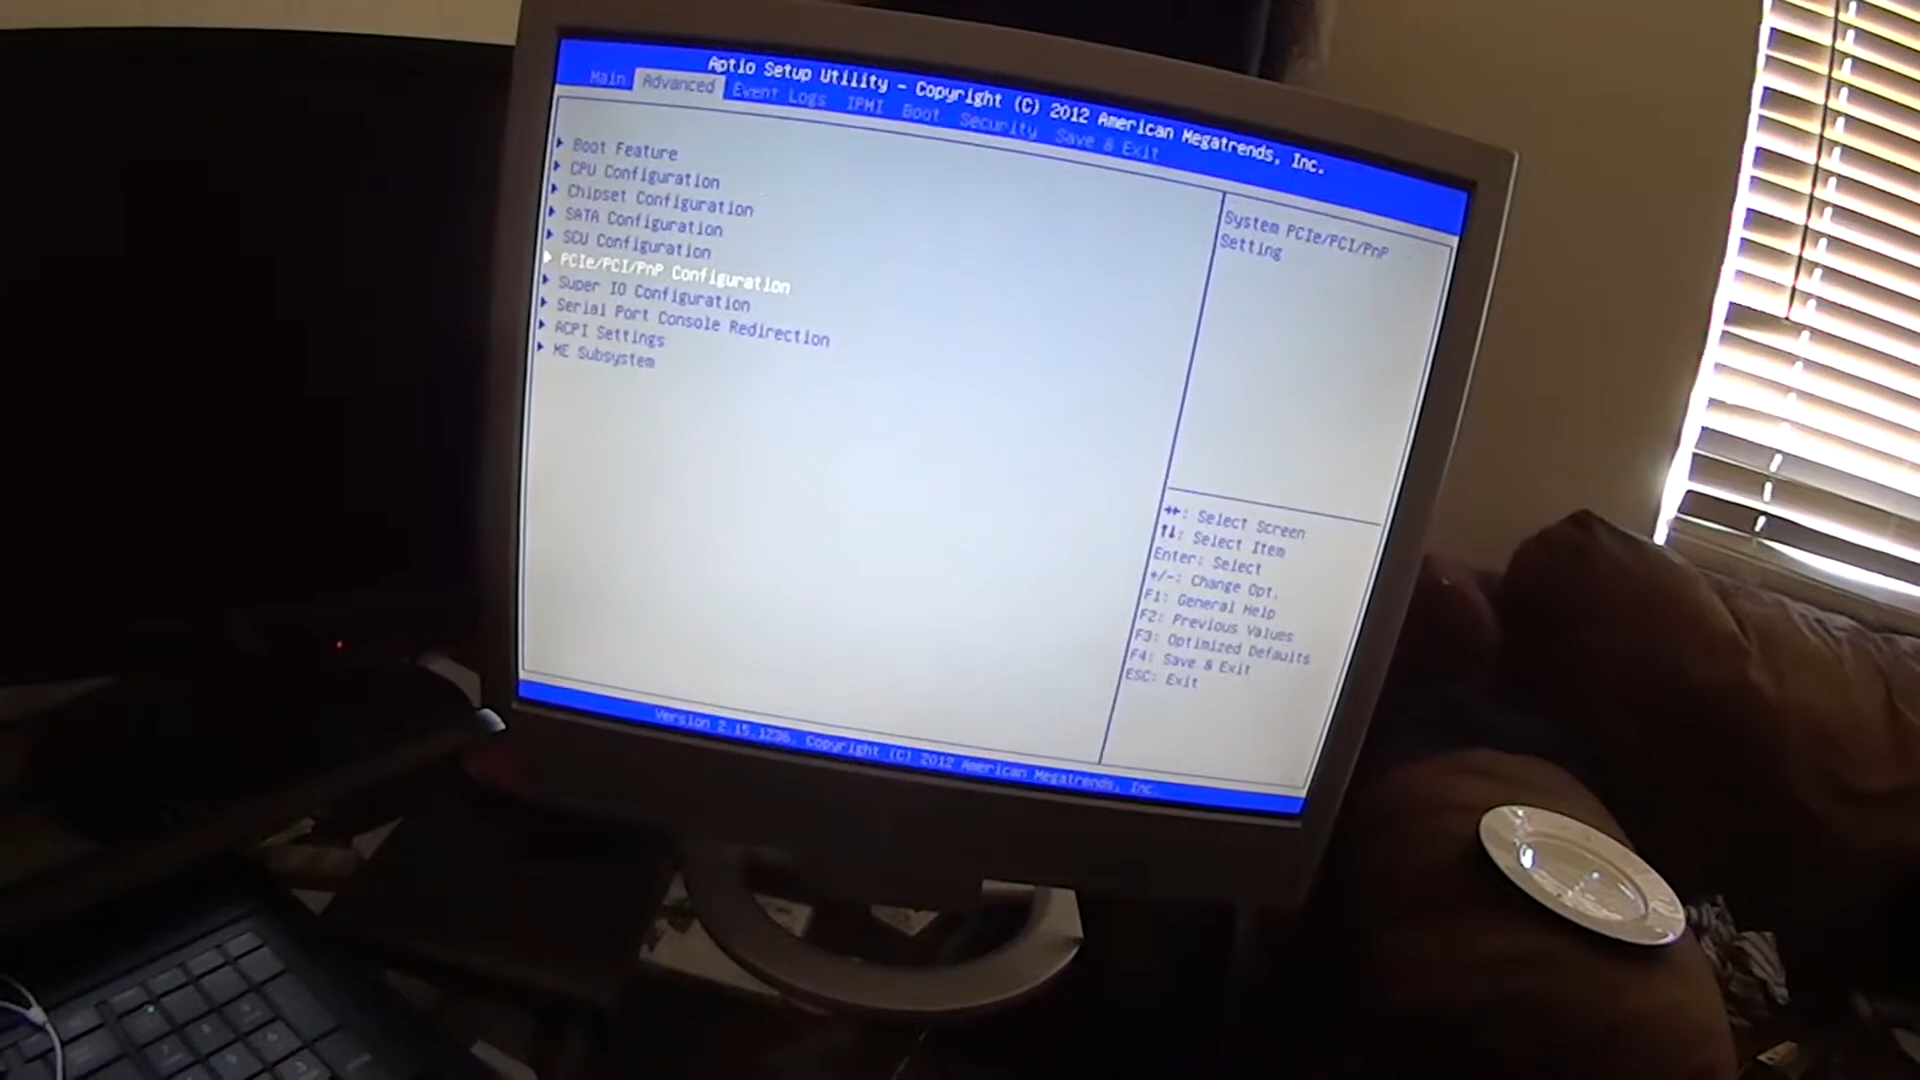 Aptio Setup Utility - Copyright (C) 2012 American Megatrends, Inc.
Main Advanced Event Logs IPMI Boot Security Save & Exit
Boot Feature
CPU Configuration
Chipset Configuration
SATA Configuration
SCU Configuration
PCIe/PCI/PnP Configuration
Super IO Configuration
Serial Port Console Redirection
ACPI Settings
ME Subsystem
System PCIe/PCI/PnP
Setting
→←: Select Screen
↑↓: Select Item
Enter: Select
+/-: Change Opt.
F1: General Help
F2: Previous Values
F3: Optimized Defaults
F4: Save & Exit
ESC: Exit
Version 2.15.1236. Copyright (C) 2012 American Megatrends, Inc.